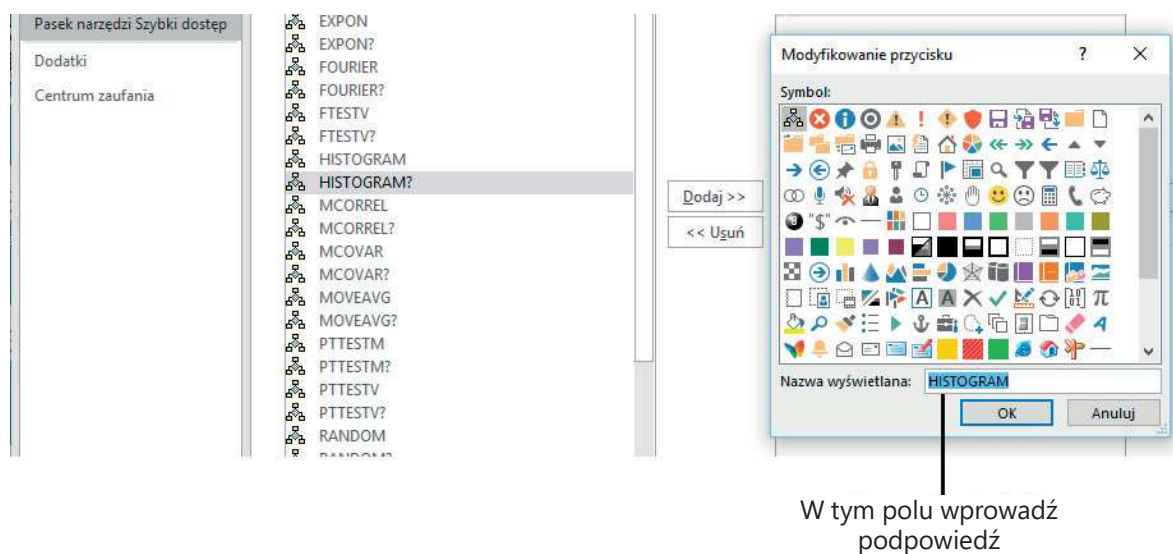 Pasek narzędzi Szybki dostęp
Dodatki
Centrum zaufania
EXPON
EXPON?
FOURIER
FOURIER?
FTESTV
FTESTV?
HISTOGRAM
HISTOGRAM?
MCORREL
MCORREL?
MCOVAR
MCOVAR?
MOVEAVG
MOVEAVG?
PTTESTM
PTTESTM?
PTTESTV
PTTESTV?
RANDOM
RANDOM?
Dodaj >>
<< Usuń
Modyfikowanie przycisku ? ×
Symbol:
Nazwa wyświetlana: HISTOGRAM
OK Anuluj
W tym polu wprowadź
podpowiedź